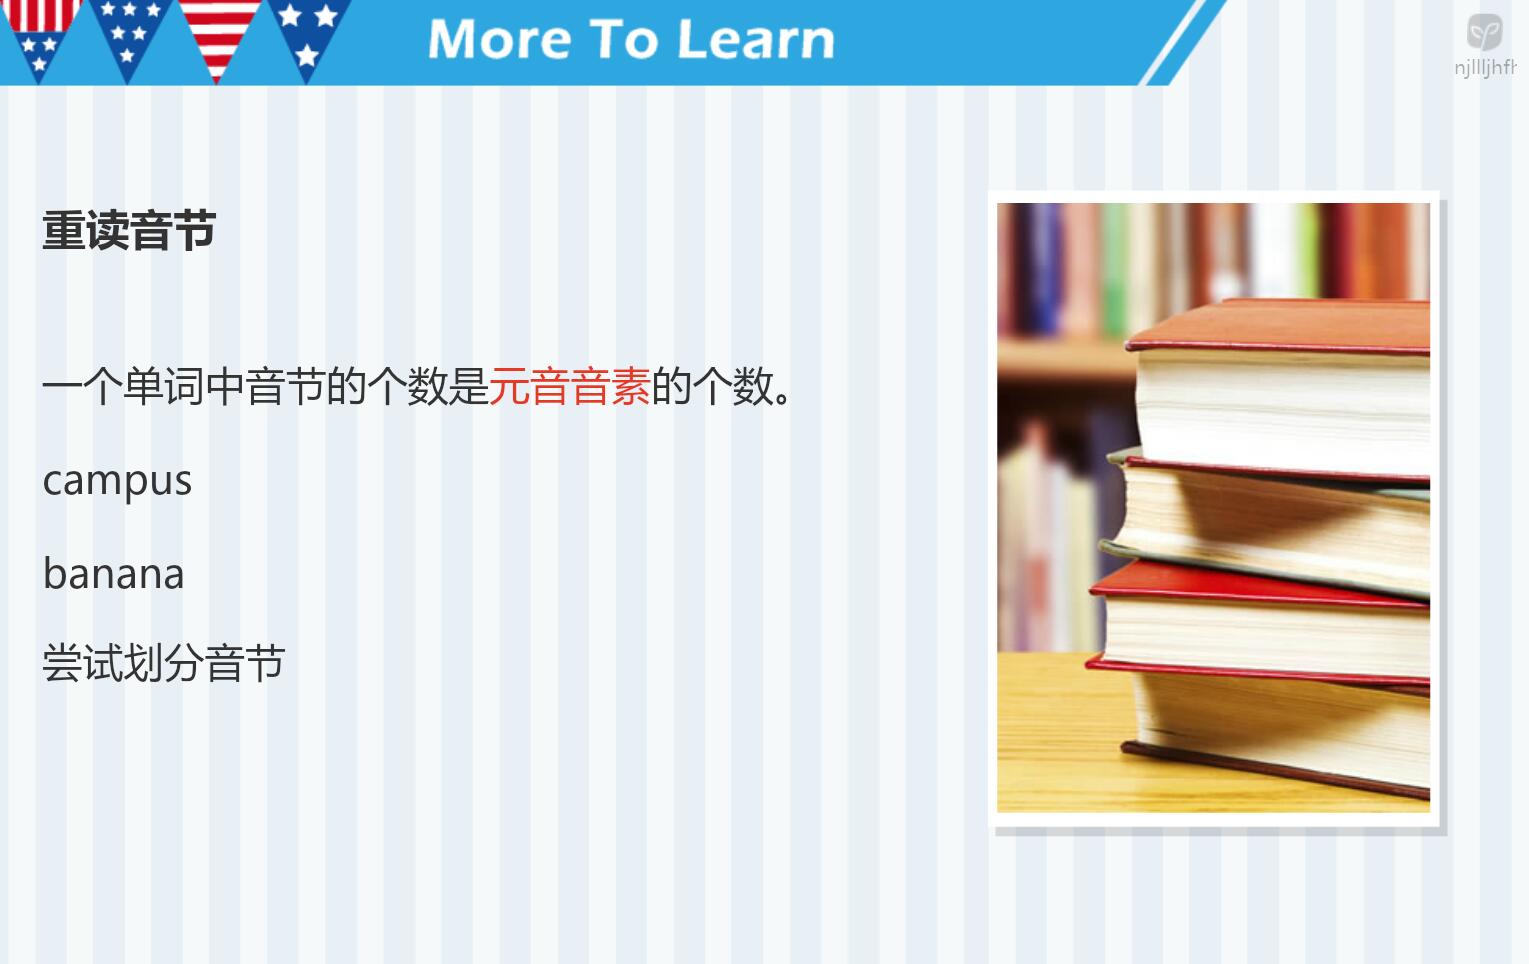 More To Learn
重读音节
一个单词中音节的个数是元音音素的个数。
campus
banana
尝试划分音节